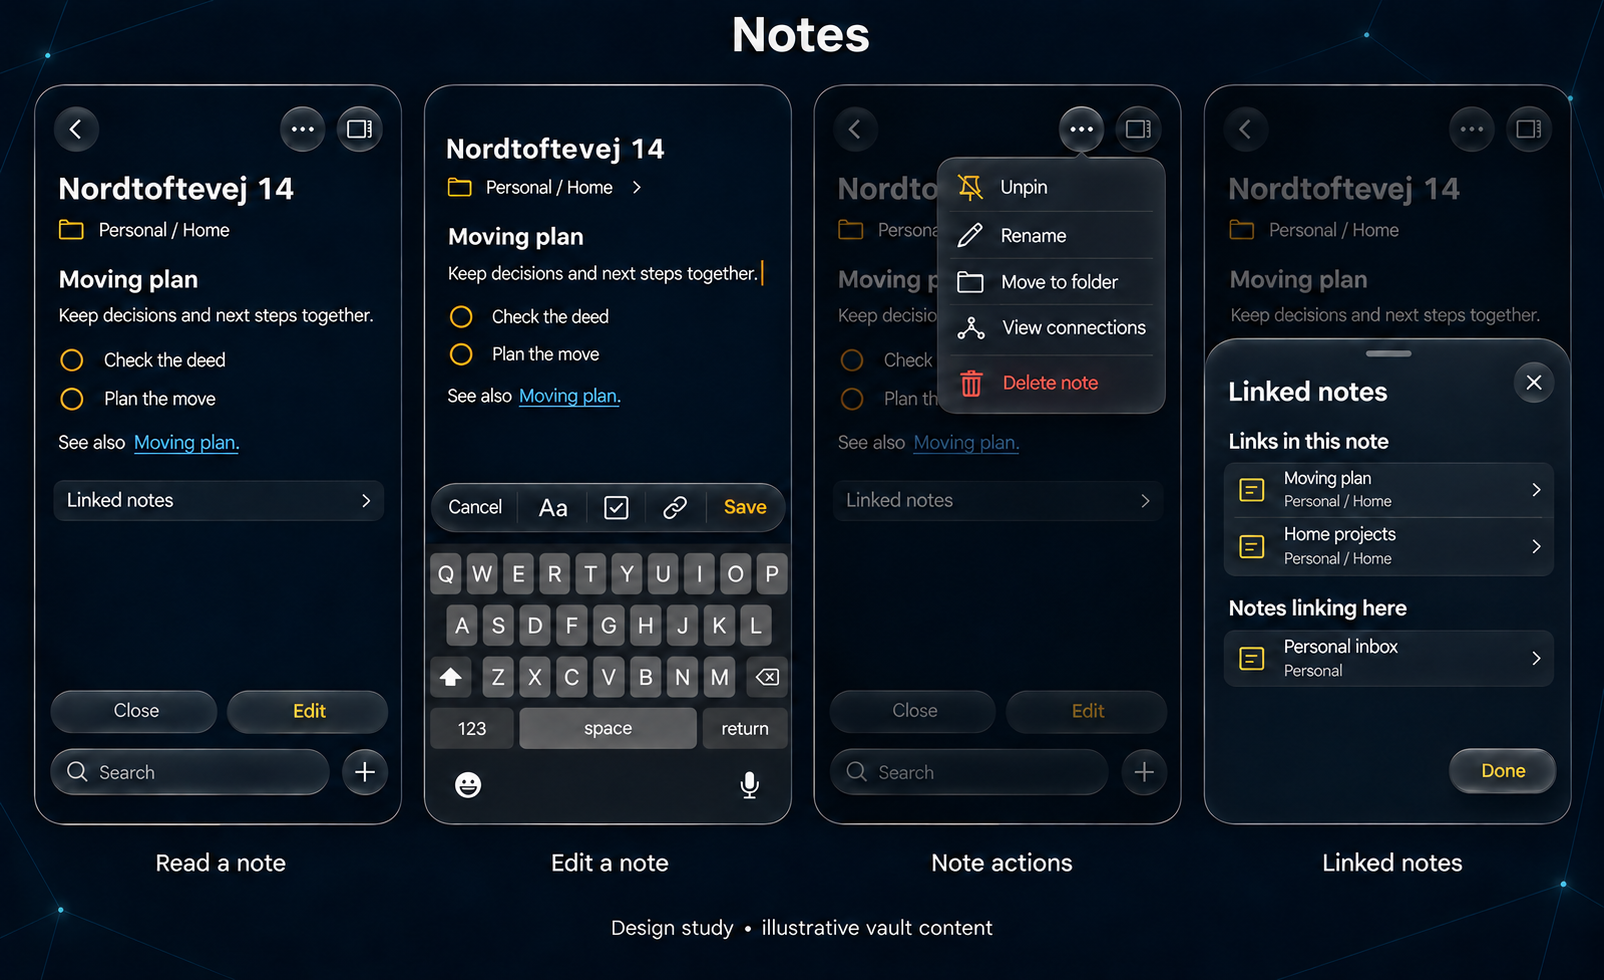 Notes
Nordtoftevej 14
Personal / Home
Moving plan
Keep decisions and next steps together.
Check the deed
Plan the move
See also Moving plan.
Linked notes
Close
Edit
Search
Read a note
Nordtoftevej 14
Personal / Home
Moving plan
Keep decisions and next steps together.
Check the deed
Plan the move
See also Moving plan.
Cancel
Aa
Save
Q W E R T Y U I O P
A S D F G H J K L
Z X C V B N M
123
space
return
Edit a note
Nordto
Persona
Moving p
Keep decisio
Check
Plan th
See also Moving plan.
Linked notes
Close
Edit
Search
Unpin
Rename
Move to folder
View connections
Delete note
Note actions
Nordtoftevej 14
Personal / Home
Moving plan
Keep decisions and next steps together.
Linked notes
Links in this note
Moving plan
Personal / Home
Home projects
Personal / Home
Notes linking here
Personal inbox
Personal
Done
Linked notes
Design study • illustrative vault content